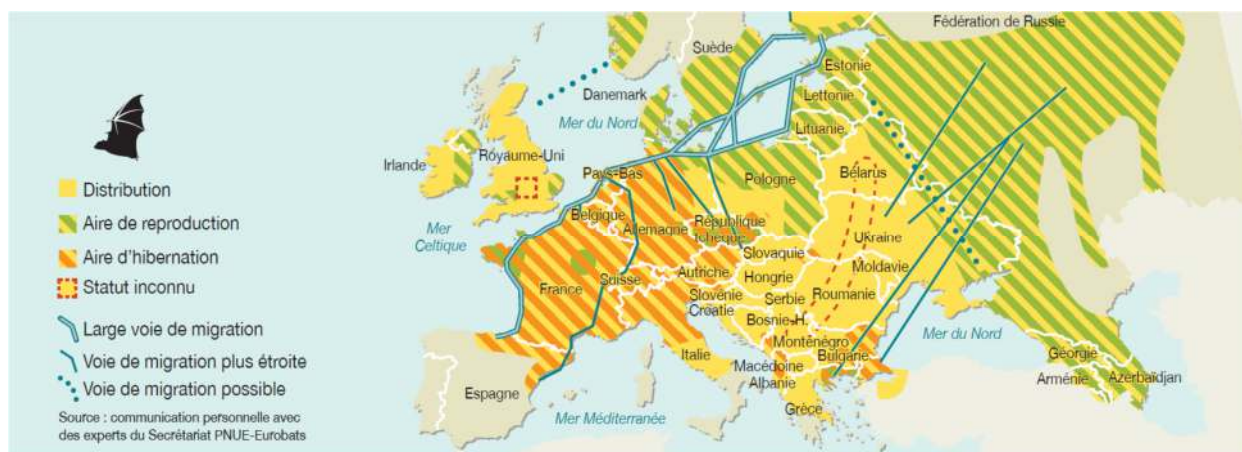 Distribution
Aire de reproduction
Aire d'hibernation
Statut inconnu
Large voie de migration
Voie de migration plus étroite
Voie de migration possible
Source : communication personnelle avec
des experts du Secrétariat PNUE-Eurobats
Fédération de Russie
Suède
Estonie
Danemark
Lettonie
Mer du Nord
Lituanie
Irlande
Royaume-Uni
Pays-Bas
Pologne
Bélarus
Belgique
Allemagne
République
tchèque
Mer
Celtique
Ukraine
Slovaquie
Moldavie
Autriche
Hongrie
France
Suisse
Slovénie
Serbie
Roumanie
Croatie
Bosnie-H.
Mer du Nord
Monténégro
Italie
Bulgarie
Géorgie
Macédoine
Arménie
Azerbaïdjan
Albanie
Espagne
Mer Méditerranée
Grèce